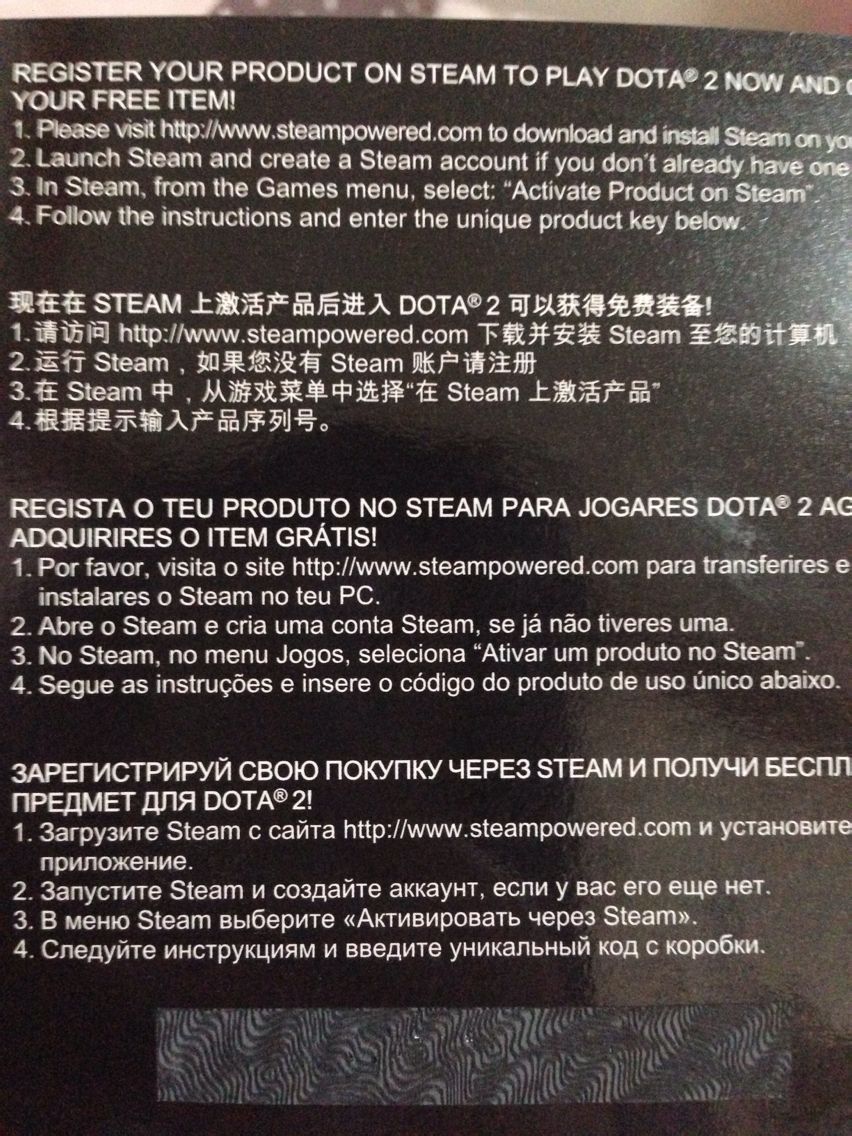 REGISTER YOUR PRODUCT ON STEAM TO PLAY DOTA® 2 NOW AND
YOUR FREE ITEM!
1. Please visit http://www.steampowered.com to download and install Steam on
2. Launch Steam and create a Steam account if you don't already have one
3. In Steam, from the Games menu, select: “Activate Product on Steam”.
4. Follow the instructions and enter the unique product key below.
现在在 STEAM 上激活产品后进入 DOTA® 2 可以获得免费装备!
1.请访问 http://www.steampowered.com 下载并安装 Steam 至您的计算机
2.运行 Steam，如果您没有 Steam 账户请注册
3.在 Steam 中，从游戏菜单中选择“在 Steam 上激活产品”
4.根据提示输入产品序列号。
REGISTA O TEU PRODUTO NO STEAM PARA JOGARES DOTA® 2
ADQUIRIRES O ITEM GRÁTIS!
1. Por favor, visita o site http://www.steampowered.com para transferires e
instalares o Steam no teu PC.
2. Abre o Steam e cria uma conta Steam, se já não tiveres uma.
3. No Steam, no menu Jogos, seleciona “Ativar um produto no Steam”.
4. Segue as instruções e insere o código do produto de uso único abaixo.
ЗАРЕГИСТРИРУЙ СВОЮ ПОКУПКУ ЧЕРЕЗ STEAM И ПОЛУЧИ
ПРЕДМЕТ ДЛЯ DOTA® 2!
1. Загрузите Steam с сайта http://www.steampowered.com и установите
приложение.
2. Запустите Steam и создайте аккаунт, если у вас его еще нет.
3. В меню Steam выберите «Активировать через Steam».
4. Следуйте инструкциям и введите уникальный код с коробки.